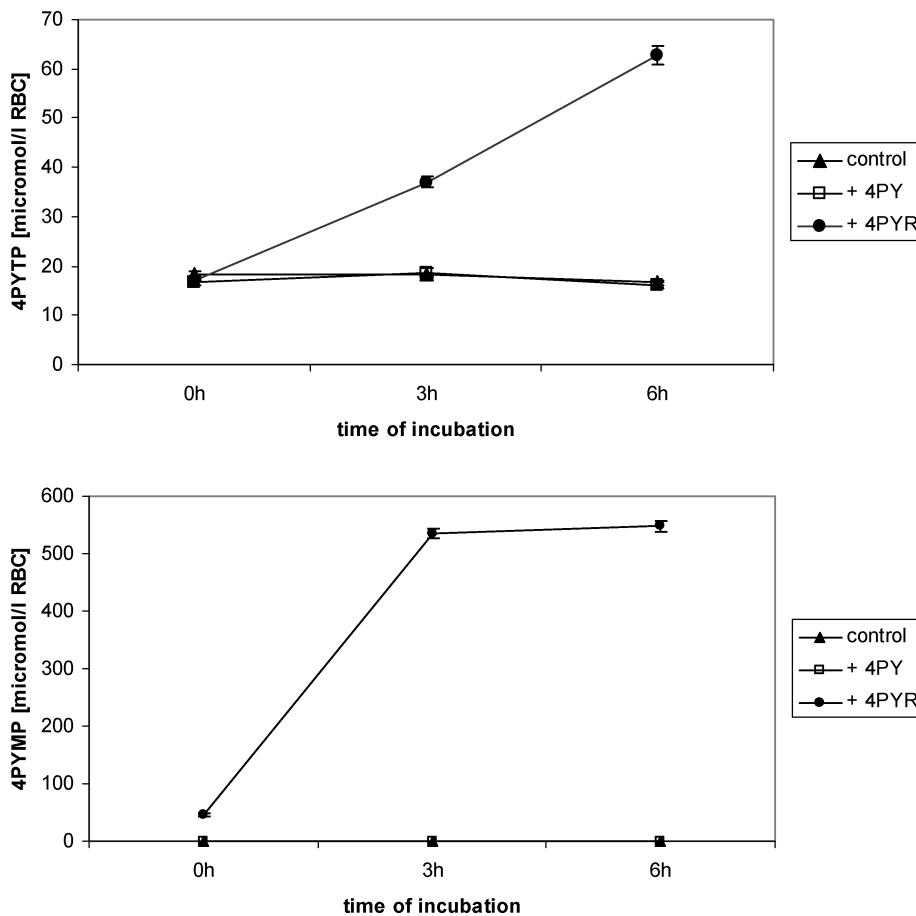 70
60
50
40
30
20
10
0
4PYTP [micromol/l RBC]
0h 3h 6h
time of incubation
control
+ 4PY
+ 4PYR
600
500
400
300
200
100
0
4PYMP [micromol/l RBC]
0h 3h 6h
time of incubation
control
+ 4PY
+ 4PYR